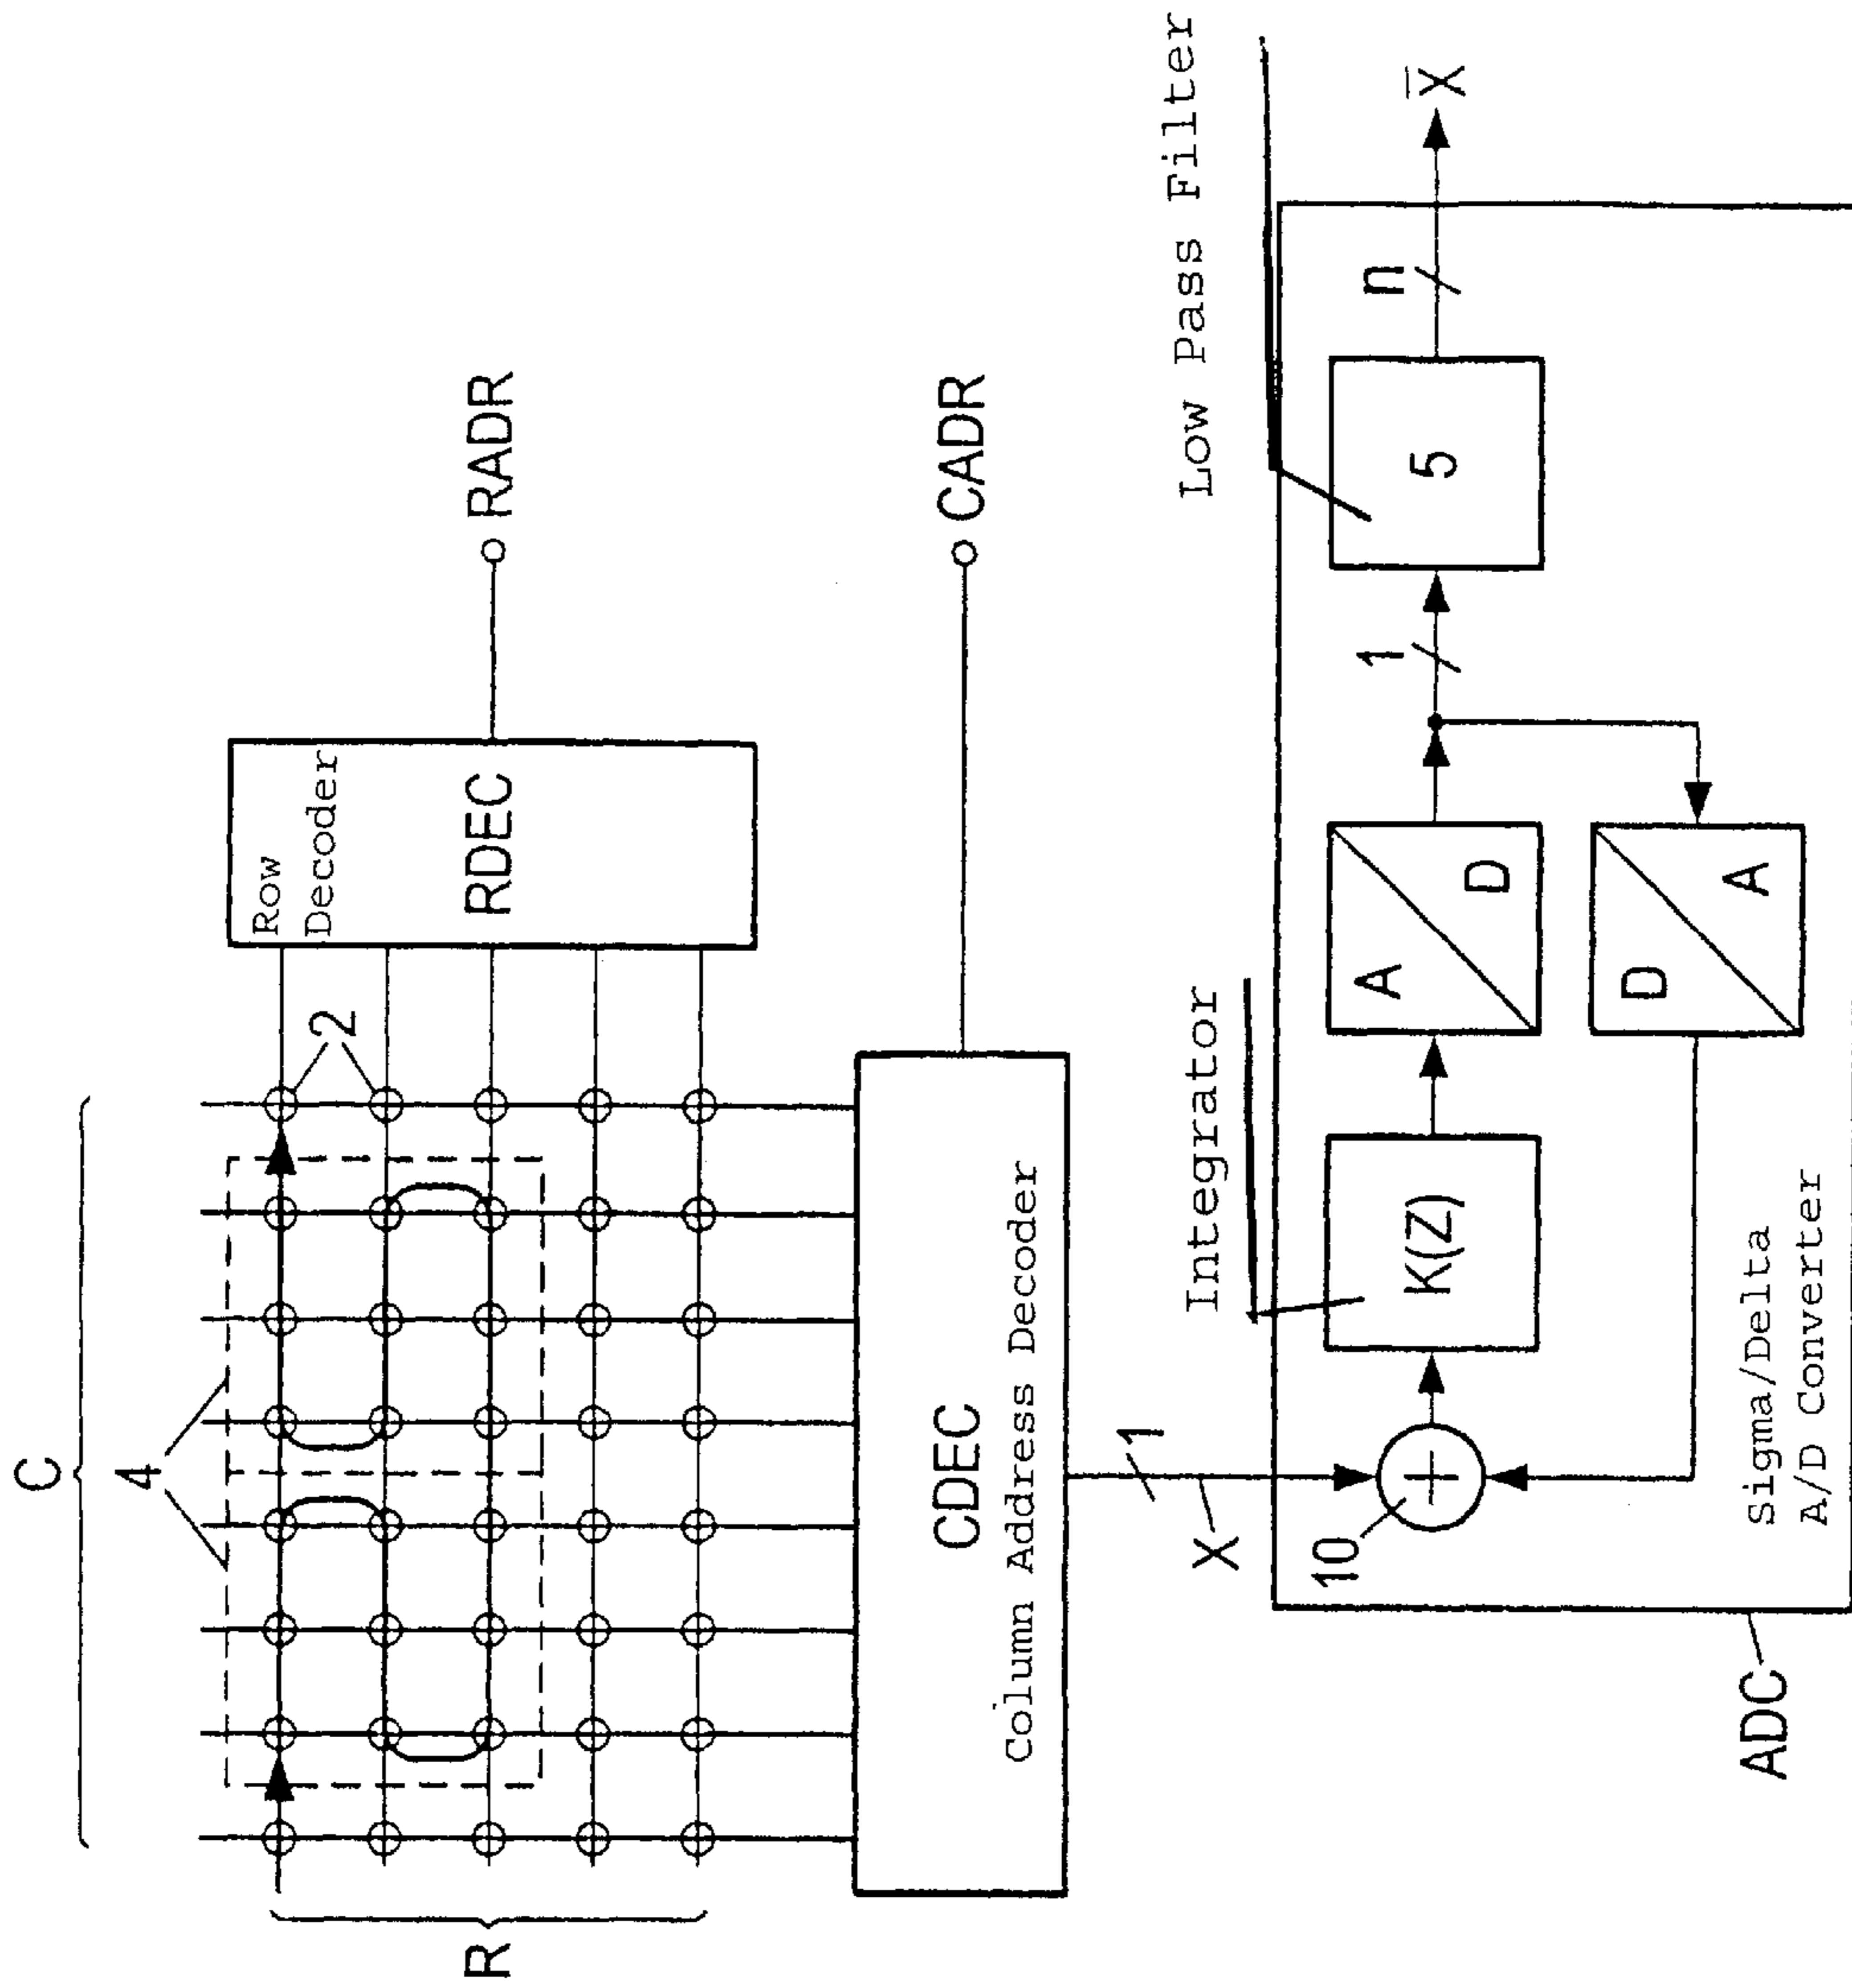 C
4
2
R
Row
Decoder
RDEC
RADR
CDEC
Column Address Decoder
CADR
1
X
Integrator
Low Pass Filter
10
+
K(Z)
A
D
1
5
n
X̄
D
A
Sigma/Delta
A/D Converter
ADC